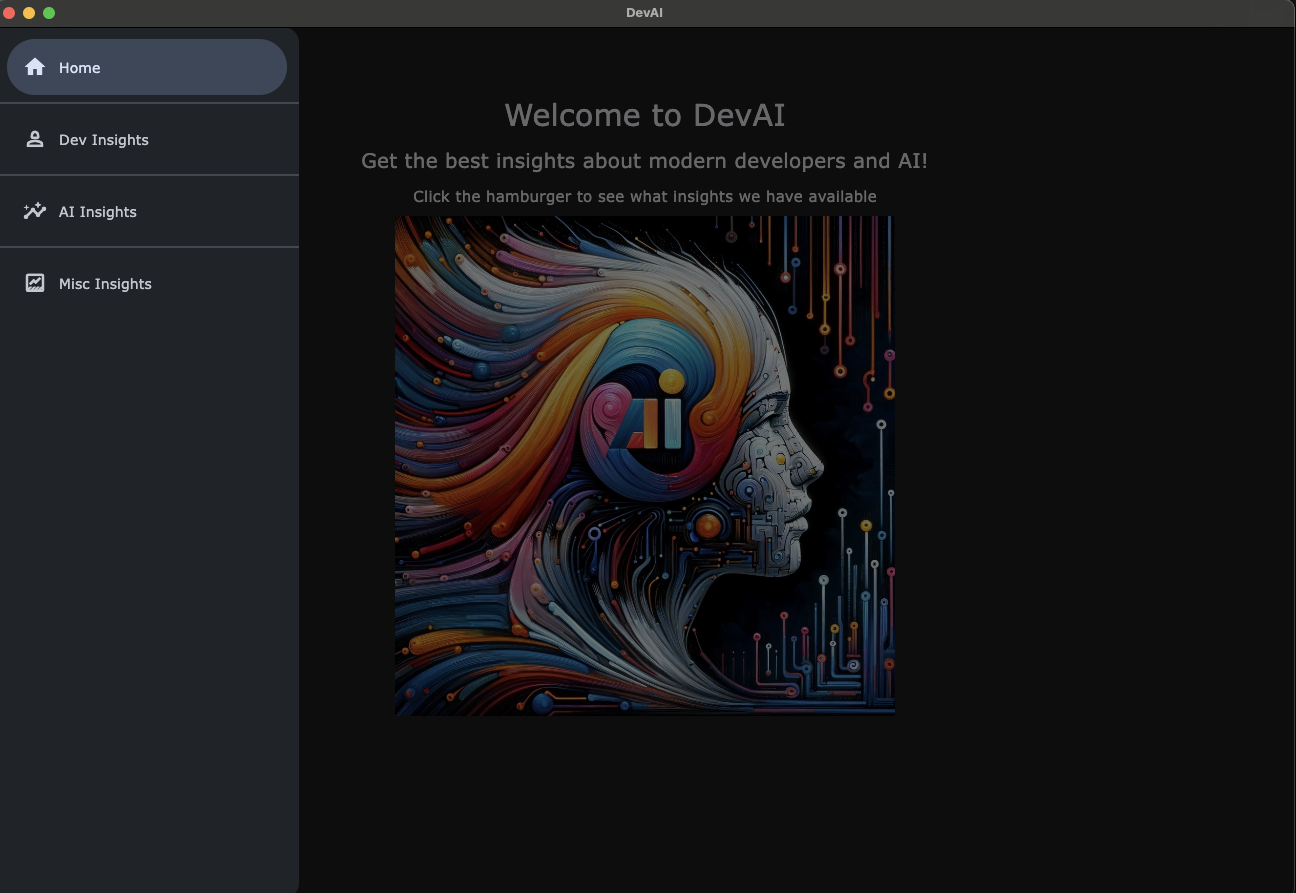 DevAI
Home
Dev Insights
AI Insights
Misc Insights
Welcome to DevAI
Get the best insights about modern developers and AI!
Click the hamburger to see what insights we have available
Ai